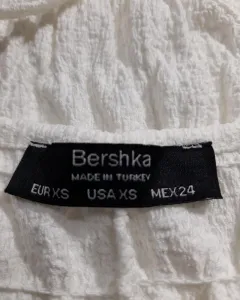 Bershka
MADE IN TURKEY
EUR XS USA XS MEX 24